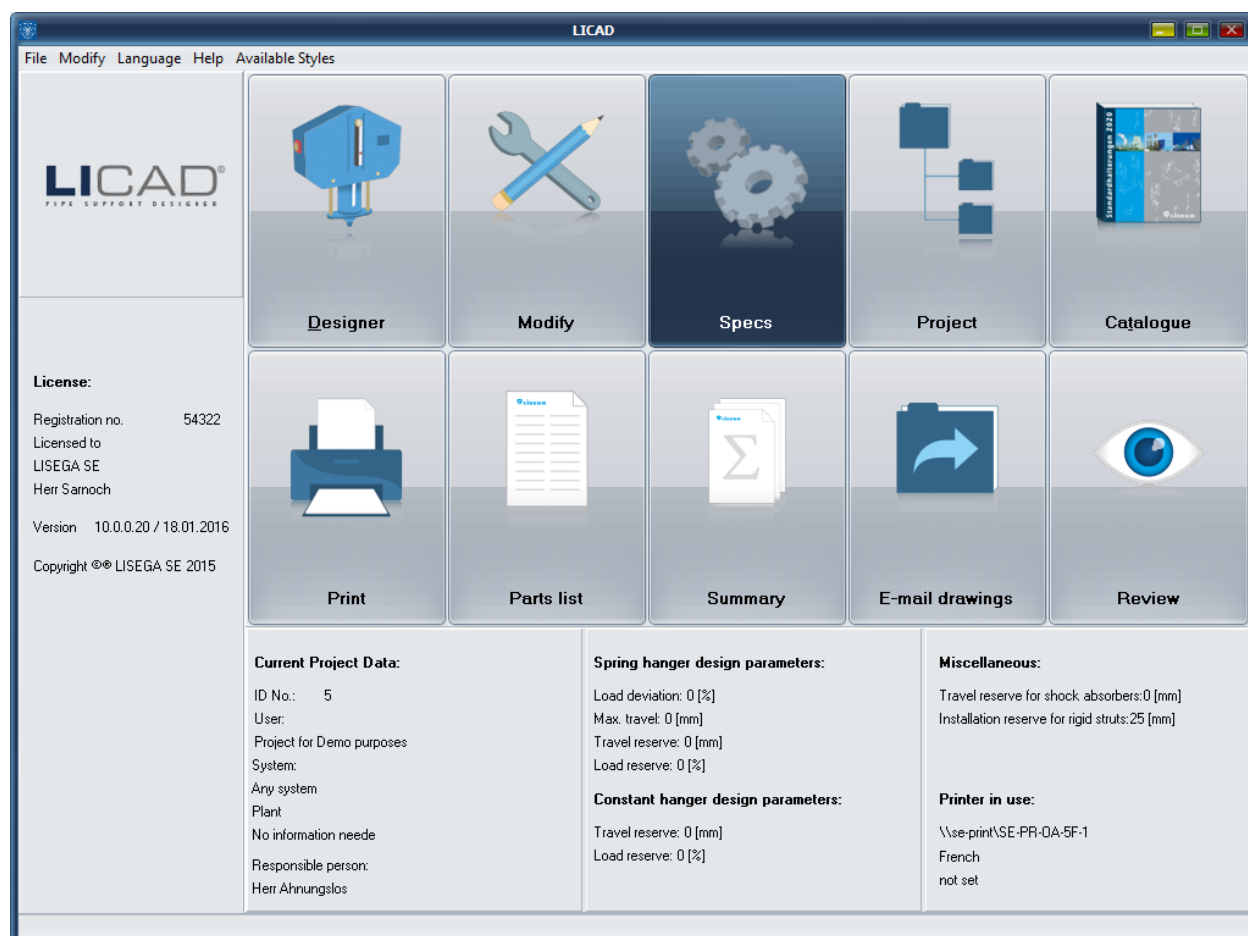 LICAD
File Modify Language Help Available Styles
LICAD®
PIPE SUPPORT DESIGNER
Standardhalterungen 2020
LISEGA
Designer
Modify
Specs
Project
Catalogue
License:
Registration no. 54322
Licensed to
LISEGA SE
Herr Sarnoch
Version 10.0.0.20 / 18.01.2016
Copyright ©® LISEGA SE 2015
LISEGA
LISEGA
Σ
Print
Parts list
Summary
E-mail drawings
Review
Current Project Data:
ID No.: 5
User:
Project for Demo purposes
System:
Any system
Plant
No information neede
Responsible person:
Herr Ahnungslos
Spring hanger design parameters:
Load deviation: 0 [%]
Max. travel: 0 [mm]
Travel reserve: 0 [mm]
Load reserve: 0 [%]
Constant hanger design parameters:
Travel reserve: 0 [mm]
Load reserve: 0 [%]
Miscellaneous:
Travel reserve for shock absorbers:0 [mm]
Installation reserve for rigid struts:25 [mm]
Printer in use:
\\se-print\SE-PR-OA-5F-1
French
not set